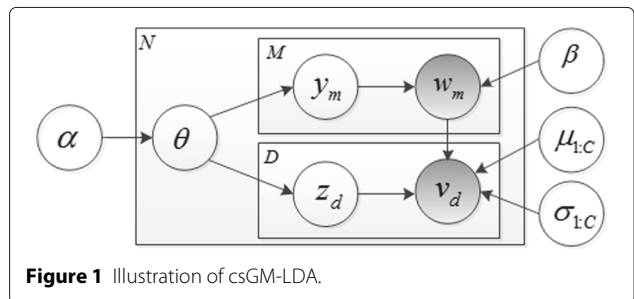 N
M
y_m
w_m
β
α
θ
μ_{1:C}
D
z_d
v_d
σ_{1:C}
Figure 1 Illustration of csGM-LDA.